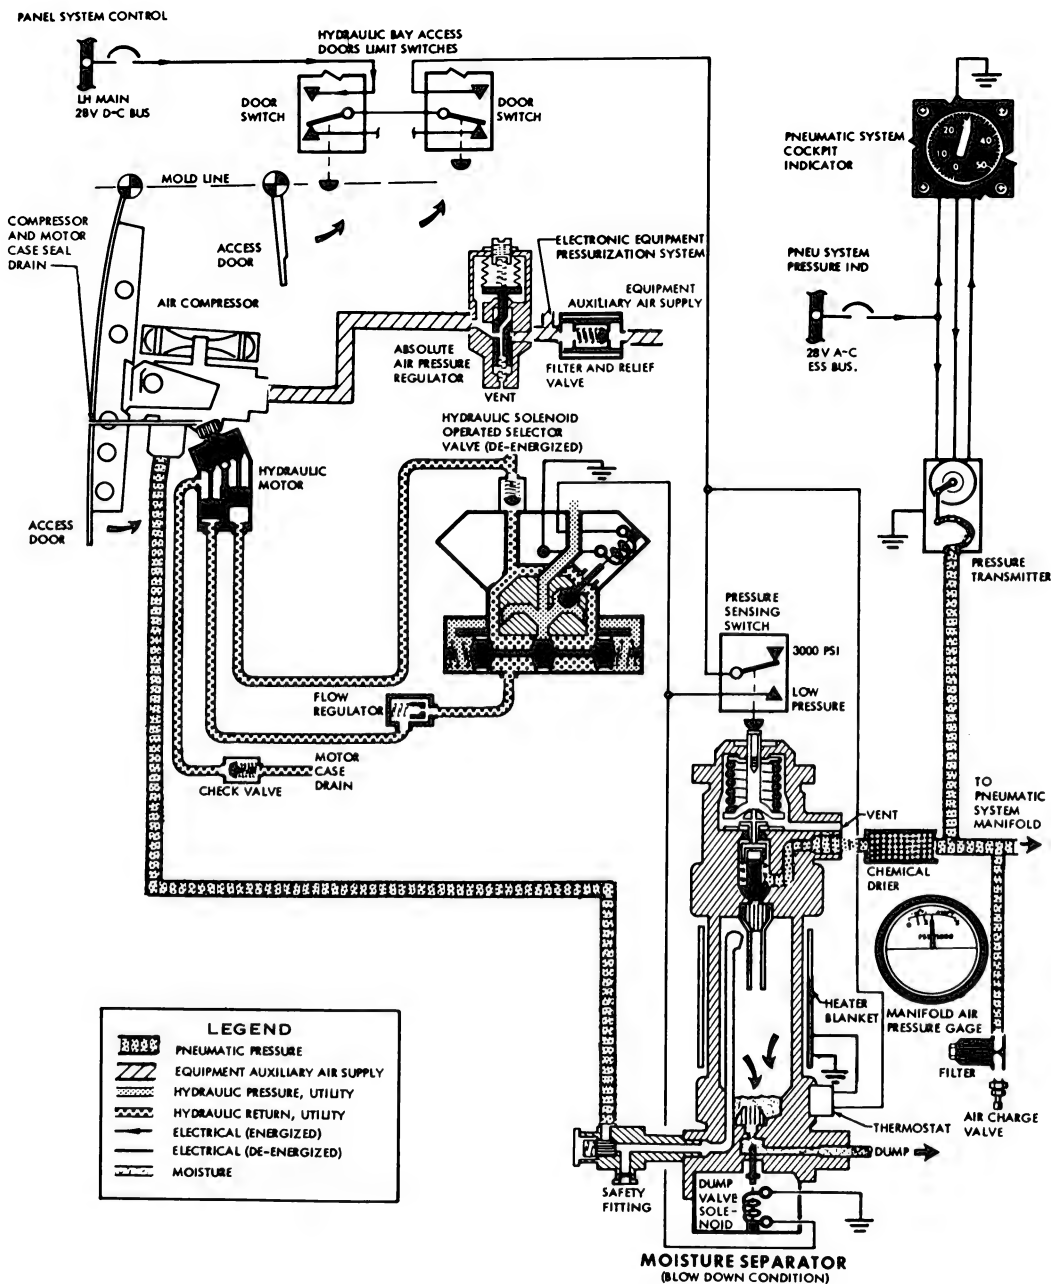 PANEL SYSTEM CONTROL
LH MAIN
28V D-C BUS
HYDRAULIC BAY ACCESS
DOORS LIMIT SWITCHES
DOOR
SWITCH
DOOR
SWITCH
MOLD LINE
COMPRESSOR
AND MOTOR
CASE SEAL
DRAIN
ACCESS
DOOR
AIR COMPRESSOR
ELECTRONIC EQUIPMENT
PRESSURIZATION SYSTEM
EQUIPMENT
AUXILIARY AIR SUPPLY
ABSOLUTE
AIR PRESSURE
REGULATOR
VENT
FILTER AND RELIEF
VALVE
PNEUMATIC SYSTEM
COCKPIT
INDICATOR
20
40
10
0
50
PNEU SYSTEM
PRESSURE IND
28V A-C
ESS BUS.
HYDRAULIC SOLENOID
OPERATED SELECTOR
VALVE (DE-ENERGIZED)
HYDRAULIC
MOTOR
ACCESS
DOOR
PRESSURE
TRANSMITTER
PRESSURE
SENSING
SWITCH
3000 PSI
LOW
PRESSURE
FLOW
REGULATOR
MOTOR
CASE
DRAIN
CHECK VALVE
VENT
TO
PNEUMATIC
SYSTEM
MANIFOLD
CHEMICAL
DRIER
HEATER
BLANKET
MANIFOLD AIR
PRESSURE GAGE
FILTER
AIR CHARGE
VALVE
THERMOSTAT
DUMP
SAFETY
FITTING
DUMP
VALVE
SOLE-
NOID
MOISTURE SEPARATOR
(BLOW DOWN CONDITION)
LEGEND
PNEUMATIC PRESSURE
EQUIPMENT AUXILIARY AIR SUPPLY
HYDRAULIC PRESSURE, UTILITY
HYDRAULIC RETURN, UTILITY
ELECTRICAL (ENERGIZED)
ELECTRICAL (DE-ENERGIZED)
MOISTURE